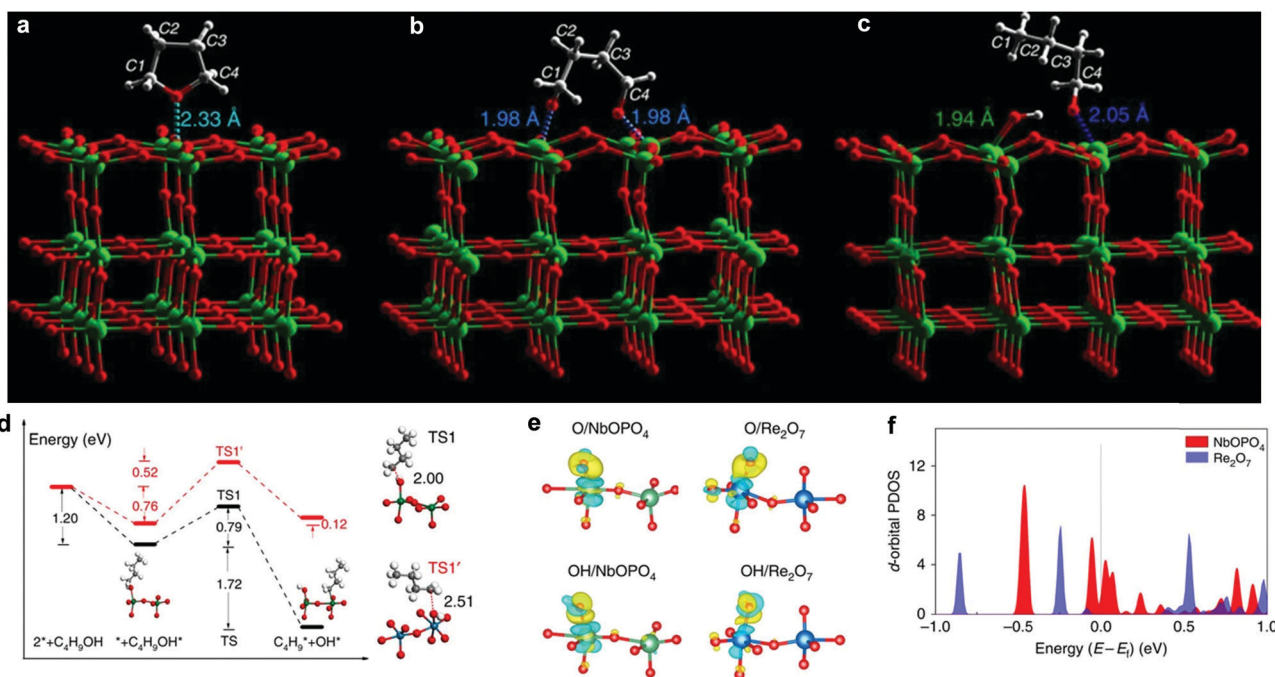 a
C2
C3
C1
C4
2.33 Å
b
C2
C3
C1
C4
1.98 Å
1.98 Å
c
C1
C2
C3
C4
1.94 Å
2.05 Å
d
Energy (eV)
TS1'
0.52
TS1
0.76
1.20
0.79
0.12
1.72
TS
2*+C₄H₉OH
*+C₄H₉OH*
C₄H₉*+OH*
TS1
2.00
TS1'
2.51
e
O/NbOPO₄
O/Re₂O₇
OH/NbOPO₄
OH/Re₂O₇
f
NbOPO₄
Re₂O₇
d-orbital PDOS
12
8
4
0
−1.0
−0.5
0.0
0.5
1.0
Energy (E−Ef) (eV)